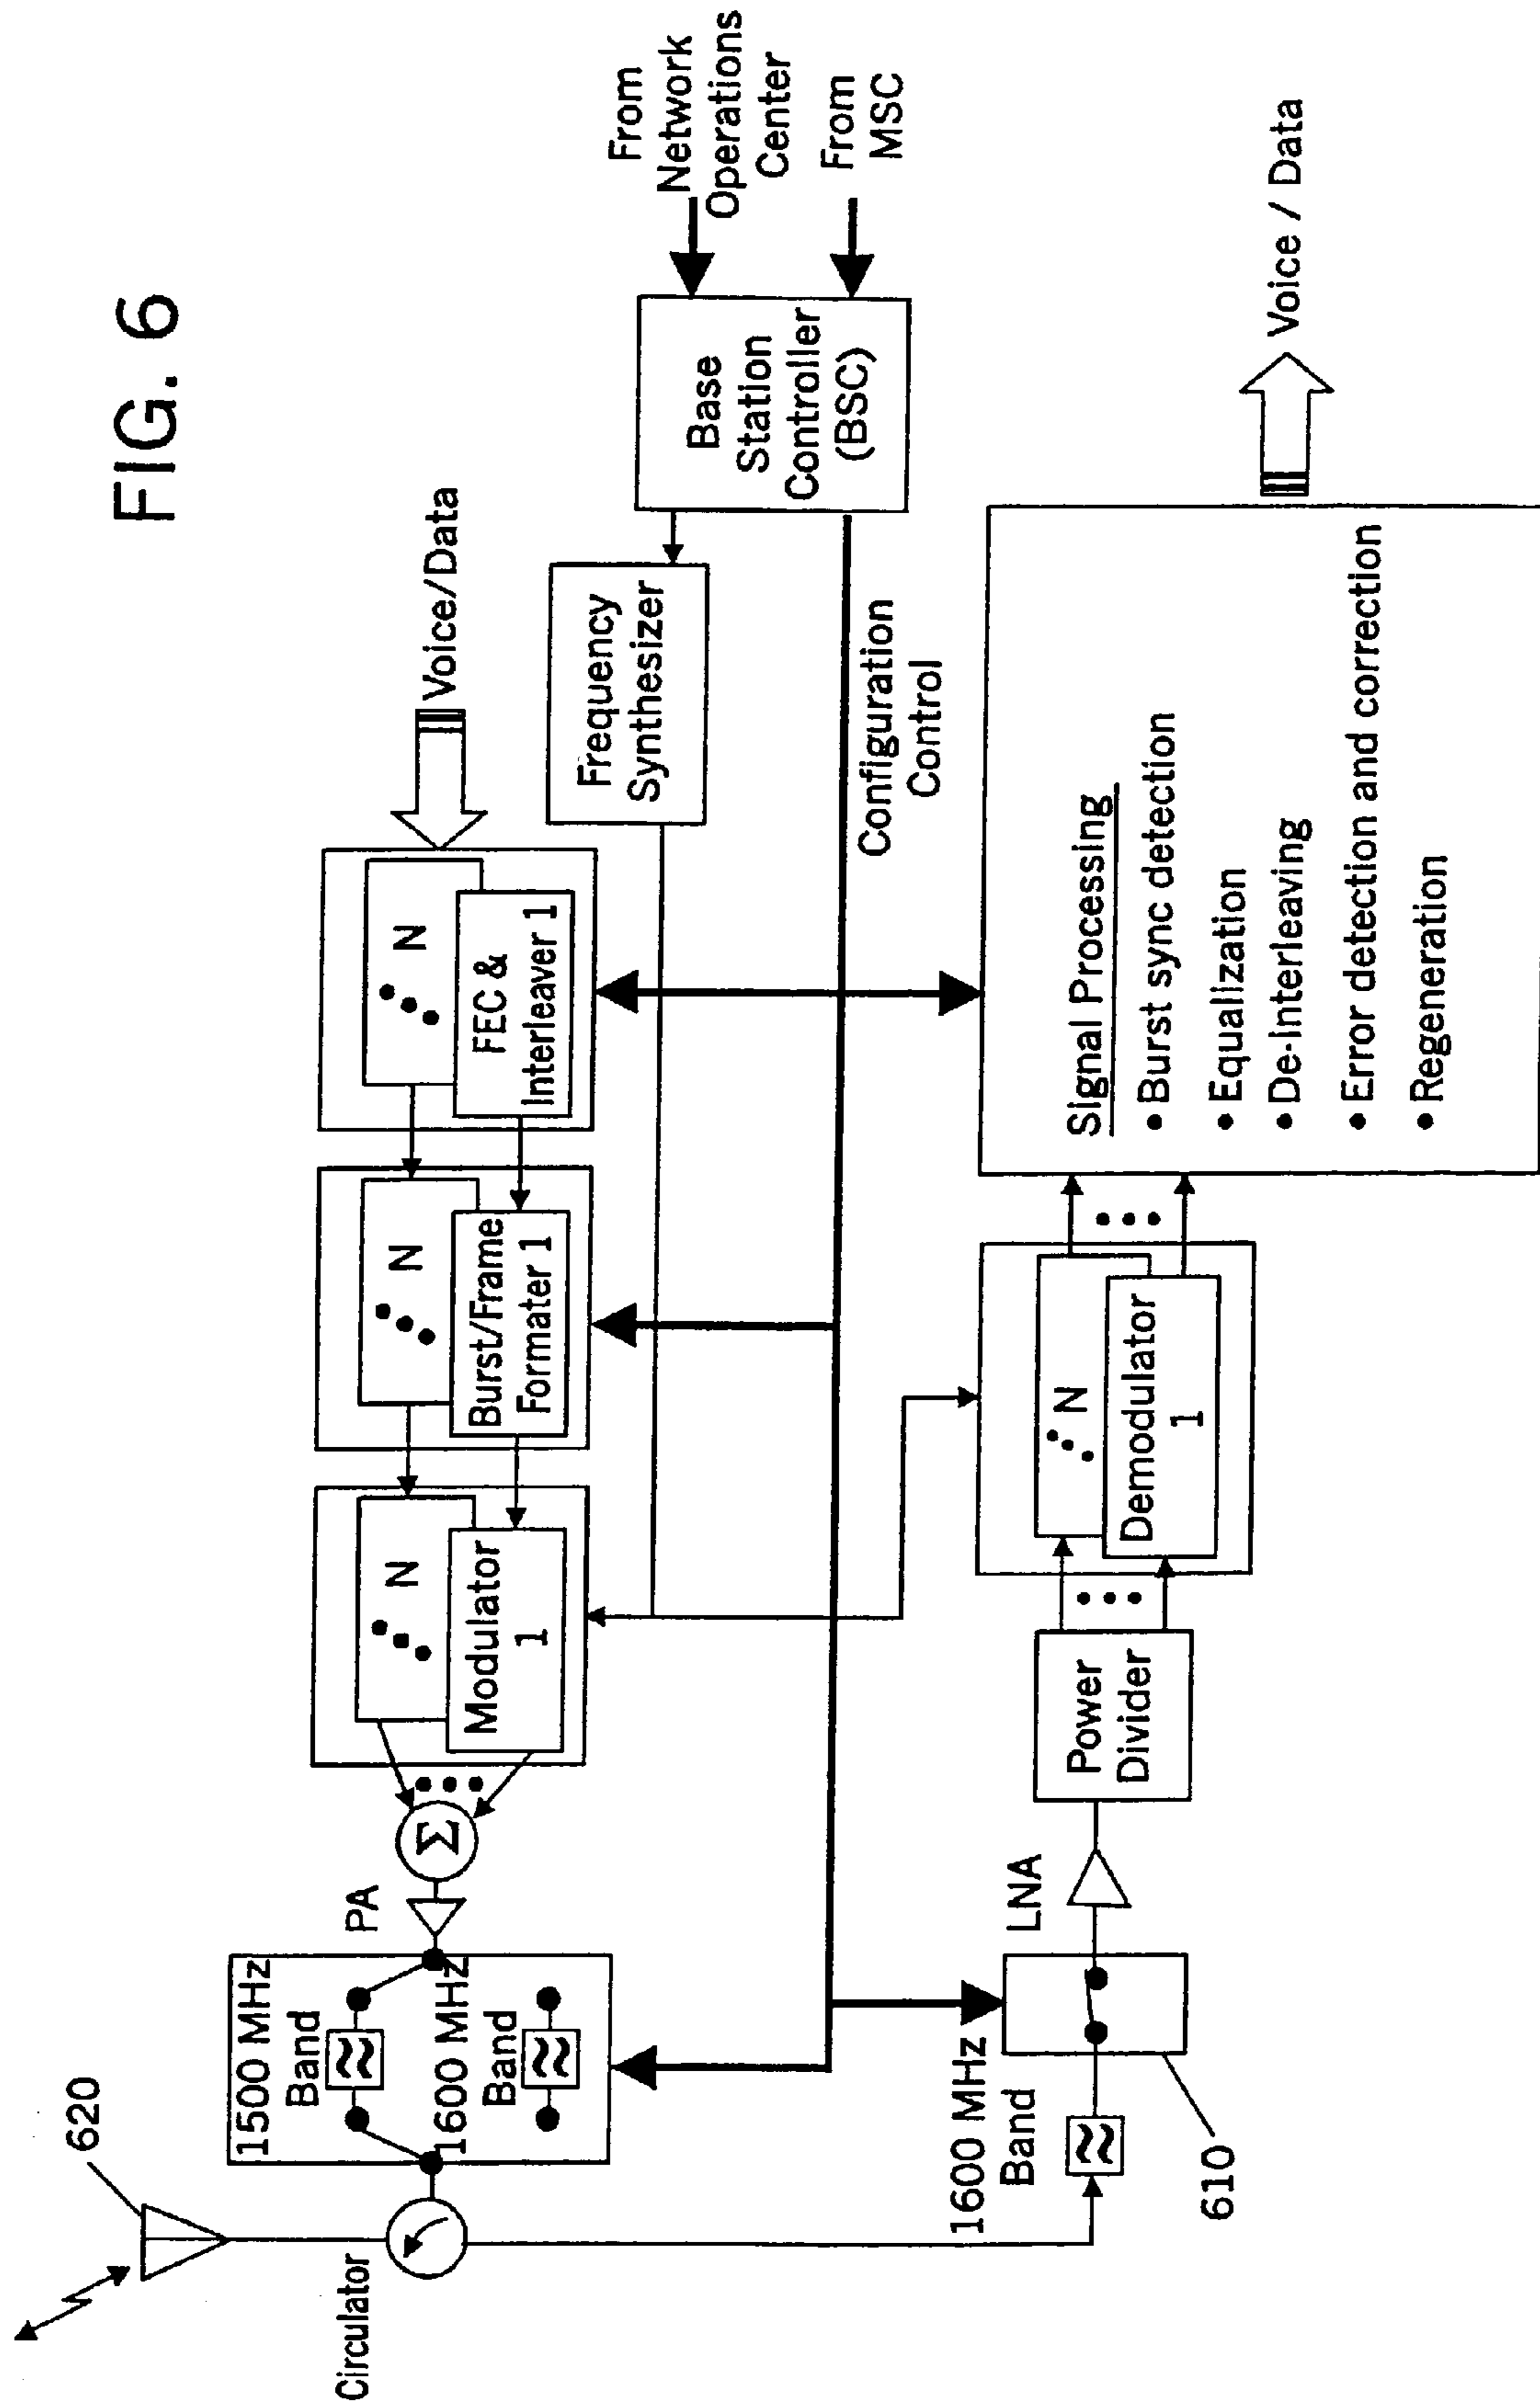 FIG. 6
620
Circulator
1500 MHz
Band
1600 MHz
Band
PA
Σ
N
Modulator
1
N
Burst/Frame
Formater 1
N
FEC &
Interleaver 1
Voice/Data
Frequency
Synthesizer
Base
Station
Controller
(BSC)
From
Network
Operations
Center
From
MSC
Configuration
Control
1600 MHz
Band
610
LNA
Power
Divider
N
Demodulator
1
Signal Processing
• Burst sync detection
• Equalization
• De-Interleaving
• Error detection and correction
• Regeneration
Voice / Data